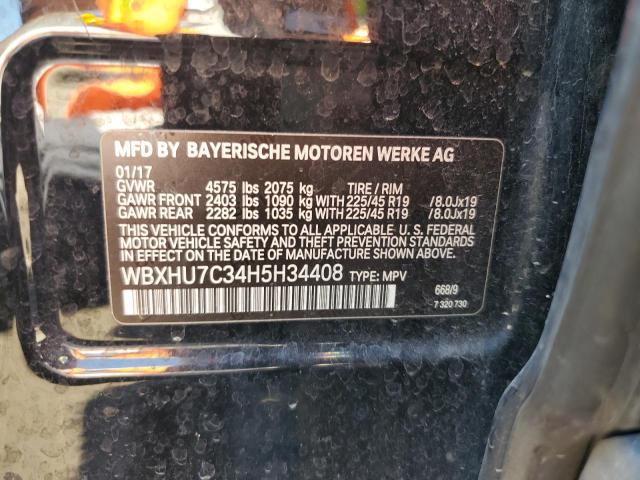 MFD BY BAYERISCHE MOTOREN WERKE AG
01/17
GVWR 4575 lbs 2075 kg TIRE / RIM
GAWR FRONT 2403 lbs 1090 kg WITH 225/45 R19 /8.0Jx19
GAWR REAR 2282 lbs 1035 kg WITH 225/45 R19 /8.0Jx19
THIS VEHICLE CONFORMS TO ALL APPLICABLE U. S. FEDERAL
MOTOR VEHICLE SAFETY, BUMPER, AND THEFT PREVENTION STANDARDS
IN EFFECT ON THE DATE OF MANUFACTURE SHOWN ABOVE.
WBXHU7C34H5H34408 TYPE: MPV
668/9
7 320 730